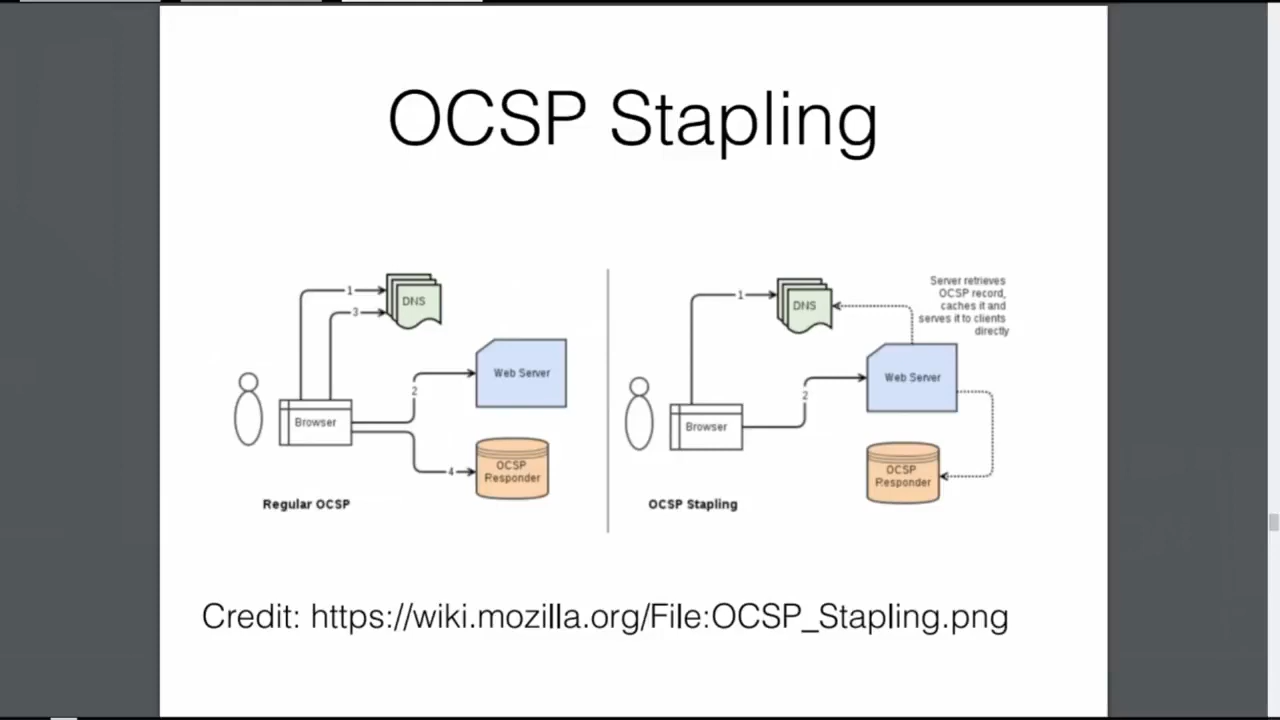 OCSP Stapling
1
DNS
3
2
Web Server
Browser
4
OCSP
Responder
Regular OCSP
1
DNS
Server retrieves
OCSP record,
caches it and
serves it to clients
directly
Web Server
2
Browser
OCSP
Responder
OCSP Stapling
Credit: https://wiki.mozilla.org/File:OCSP_Stapling.png